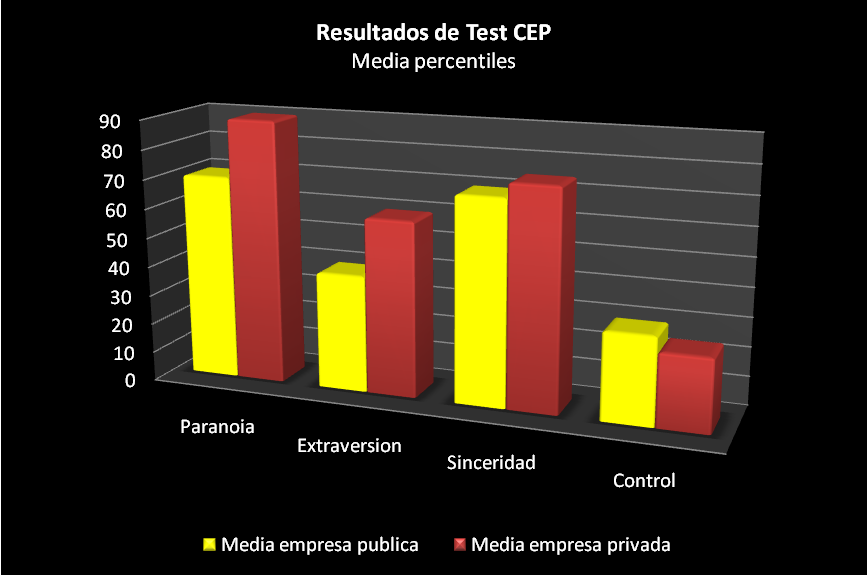 Resultados de Test CEP
Media percentiles
90
80
70
60
50
40
30
20
10
0
Paranoia
Extraversion
Sinceridad
Control
Media empresa publica
Media empresa privada